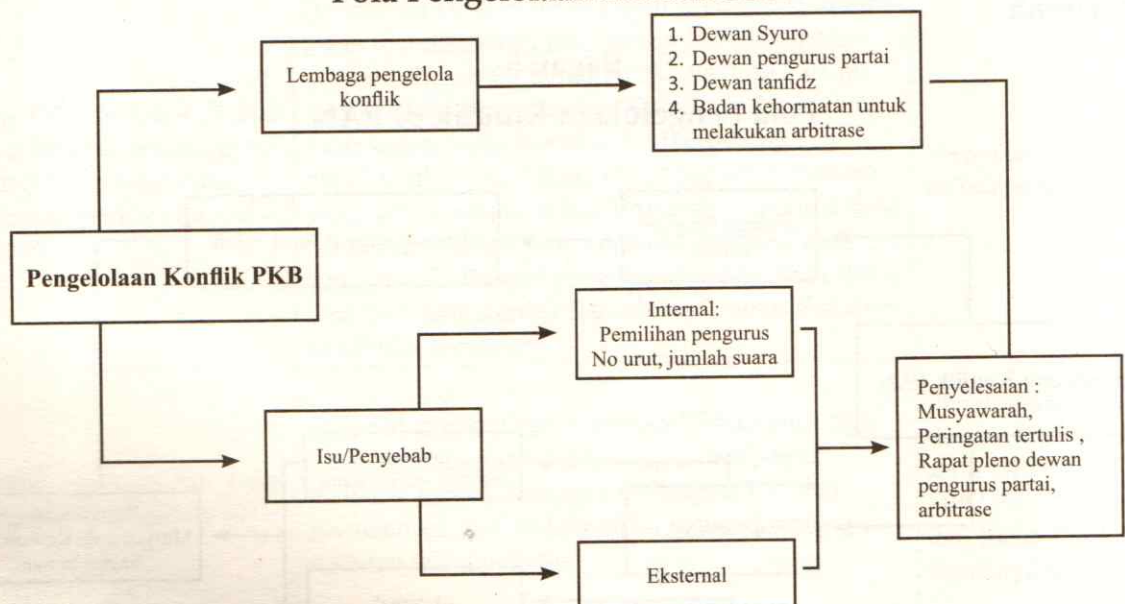 Lembaga pengelola
konflik
1. Dewan Syuro
2. Dewan pengurus partai
3. Dewan tanfidz
4. Badan kehormatan untuk
melakukan arbitrase
Pengelolaan Konflik PKB
Internal:
Pemilihan pengurus
No urut, jumlah suara
Isu/Penyebab
Penyelesaian :
Musyawarah,
Peringatan tertulis ,
Rapat pleno dewan
pengurus partai,
arbitrase
Eksternal